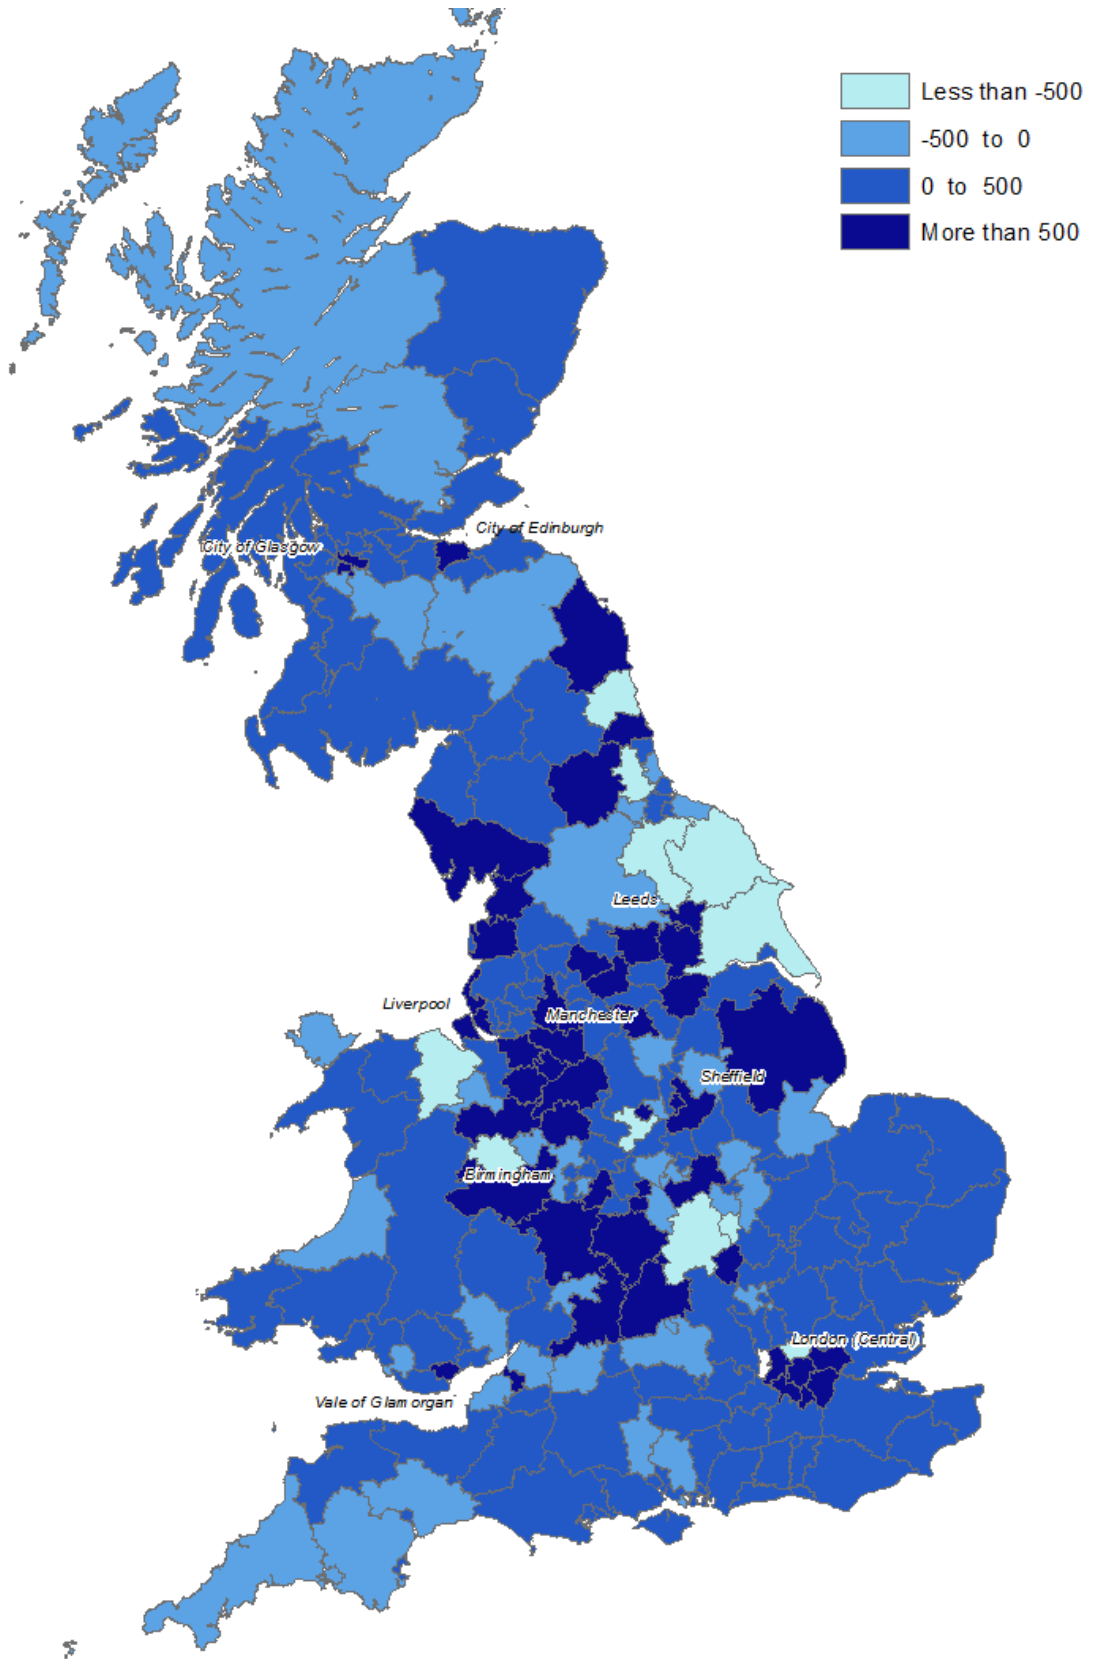 Less than -500
-500 to 0
0 to 500
More than 500
City of Edinburgh
City of Glasgow
Leeds
Liverpool
Manchester
Sheffield
Birmingham
London (Central)
Vale of Glamorgan